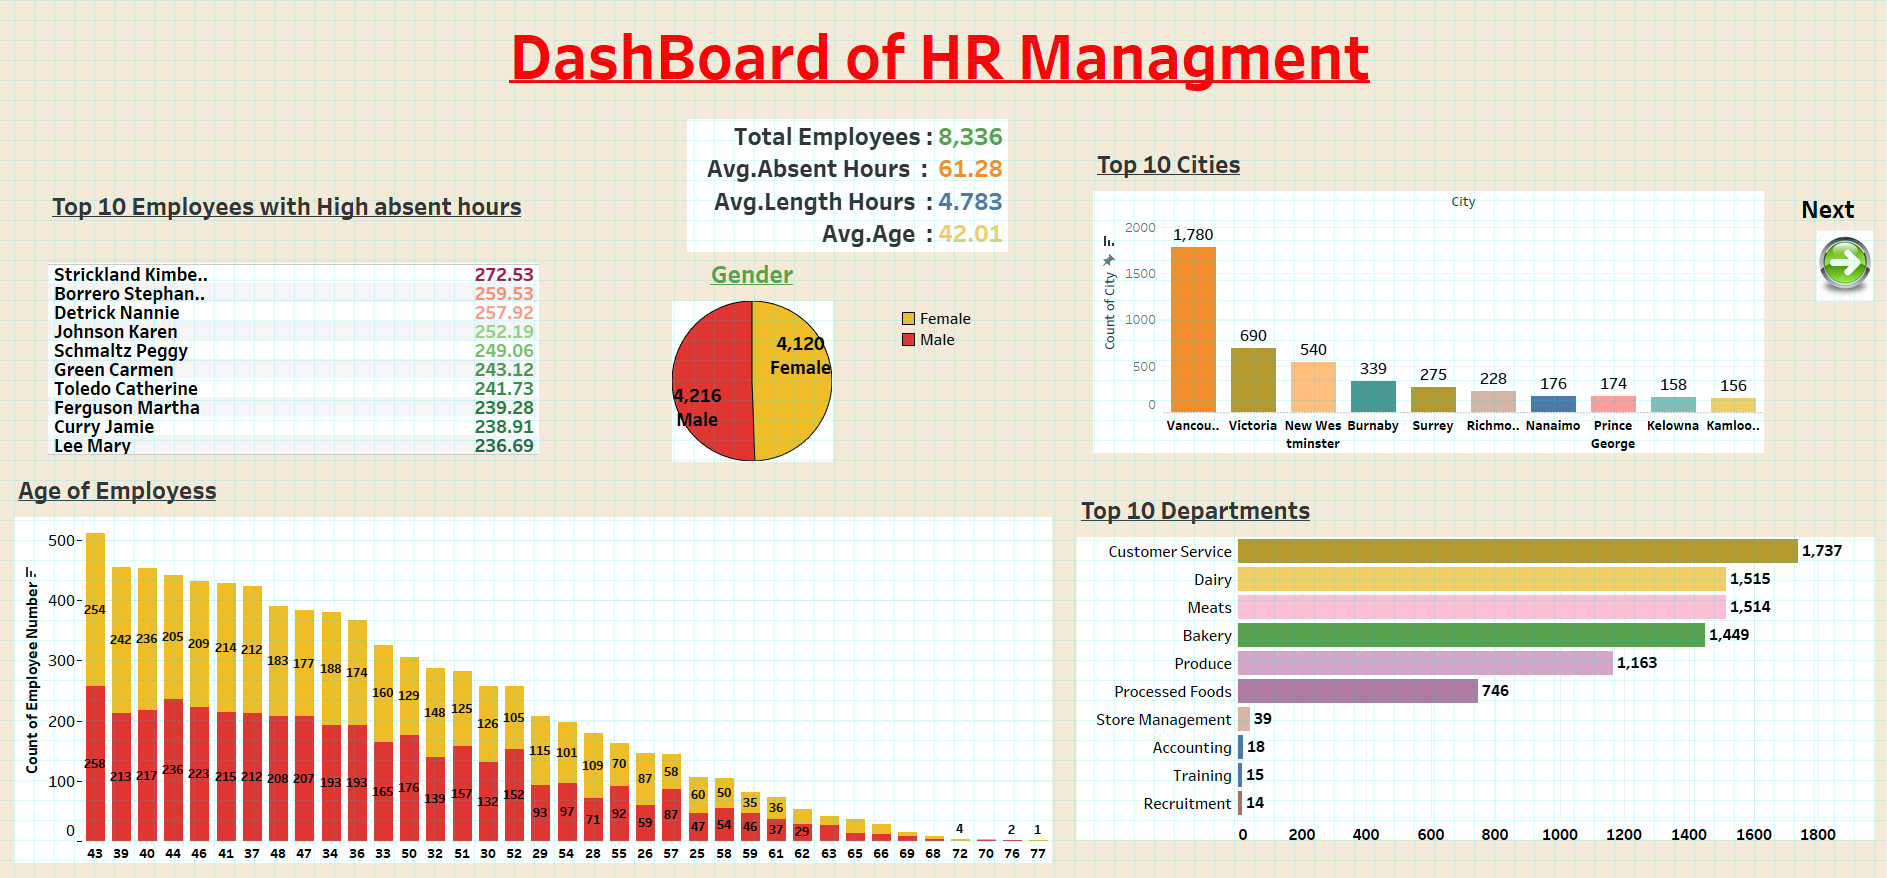 DashBoard of HR Managment
Total Employees : 8,336
Avg.Absent Hours : 61.28
Avg.Length Hours : 4.783
Avg.Age : 42.01
Top 10 Employees with High absent hours
Strickland Kimbe.. 272.53
Borrero Stephan.. 259.53
Detrick Nannie 257.92
Johnson Karen 252.19
Schmaltz Peggy 249.06
Green Carmen 243.12
Toledo Catherine 241.73
Ferguson Martha 239.28
Curry Jamie 238.91
Lee Mary 236.69
Gender
4,120
Female
4,216
Male
Female
Male
Top 10 Cities
City
Count of City
2000
1500
1000
500
0
1,780 690 540 339 275 228 176 174 158 156
Vancou.. Victoria New Wes Burnaby Surrey Richmo.. Nanaimo Prince Kelowna Kamloo..
tminster George
Next
Age of Employess
Count of Employee Number
500
400
300
200
100
0
254 242 236 205 209 214 212 183 177 188 174 160 129 148 125 126 105 115 101 109 70 87 58 60 50 35 36 4 2 1
258 213 217 236 223 215 212 208 207 193 193 165 176 139 157 132 152 93 97 71 92 59 87 47 54 46 37 29
43 39 40 44 46 41 37 48 47 34 36 33 50 32 51 30 52 29 54 28 55 26 57 25 58 59 61 62 63 65 66 69 68 72 70 76 77
Top 10 Departments
Customer Service 1,737
Dairy 1,515
Meats 1,514
Bakery 1,449
Produce 1,163
Processed Foods 746
Store Management 39
Accounting 18
Training 15
Recruitment 14
0 200 400 600 800 1000 1200 1400 1600 1800